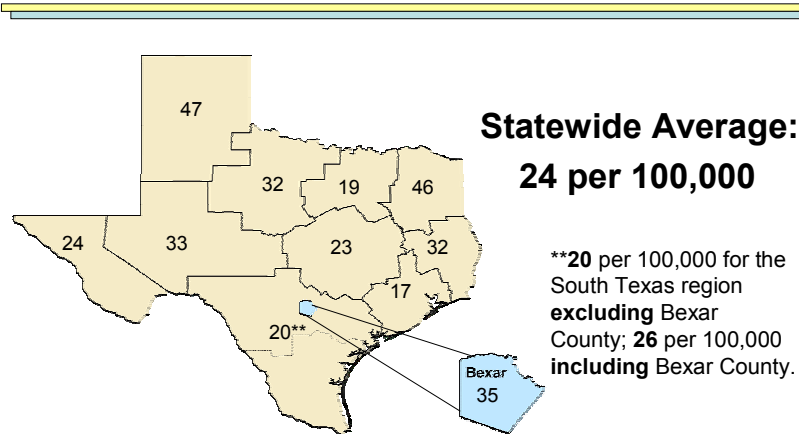 47
Statewide Average:
24 per 100,000
32
19
46
24
33
23
32
**20 per 100,000 for the
South Texas region
excluding Bexar
County; 26 per 100,000
including Bexar County.
17
20**
Bexar
35